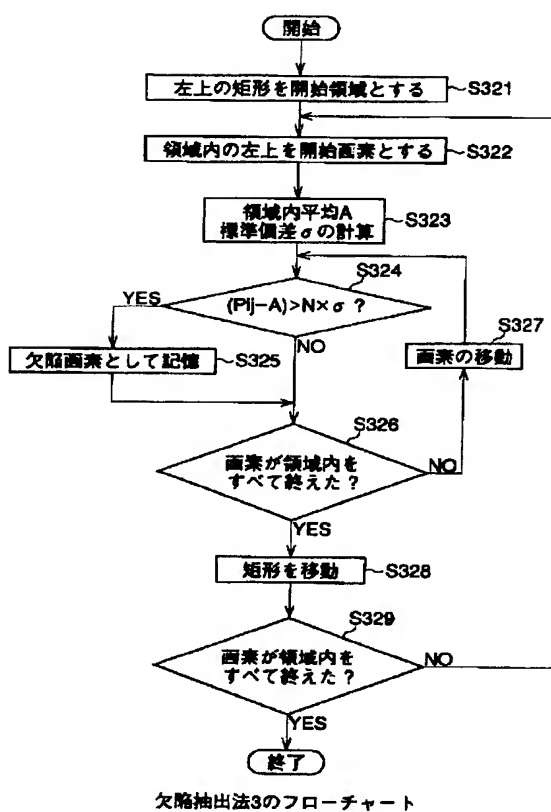 開始
左上の矩形を開始領域とする
S321
領域内の左上を開始画素とする
S322
領域内平均A
標準偏差σの計算
S323
S324
(Pij-A)>N×σ ?
YES
NO
欠陥画素として記憶
S325
S327
画素の移動
S326
画素が領域内を
すべて終えた?
NO
YES
矩形を移動
S328
S329
画素が領域内を
すべて終えた?
NO
YES
終了
欠陥抽出法3のフローチャート